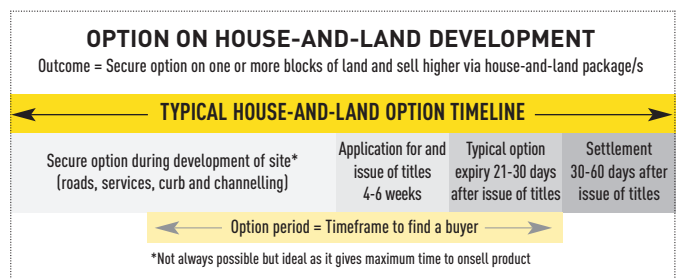 OPTION ON HOUSE-AND-LAND DEVELOPMENT
Outcome = Secure option on one or more blocks of land and sell higher via house-and-land package/s
TYPICAL HOUSE-AND-LAND OPTION TIMELINE
Secure option during development of site*
(roads, services, curb and channelling)
Application for and
issue of titles
4-6 weeks
Typical option
expiry 21-30 days
after issue of titles
Settlement
30-60 days after
issue of titles
Option period = Timeframe to find a buyer
*Not always possible but ideal as it gives maximum time to onsell product